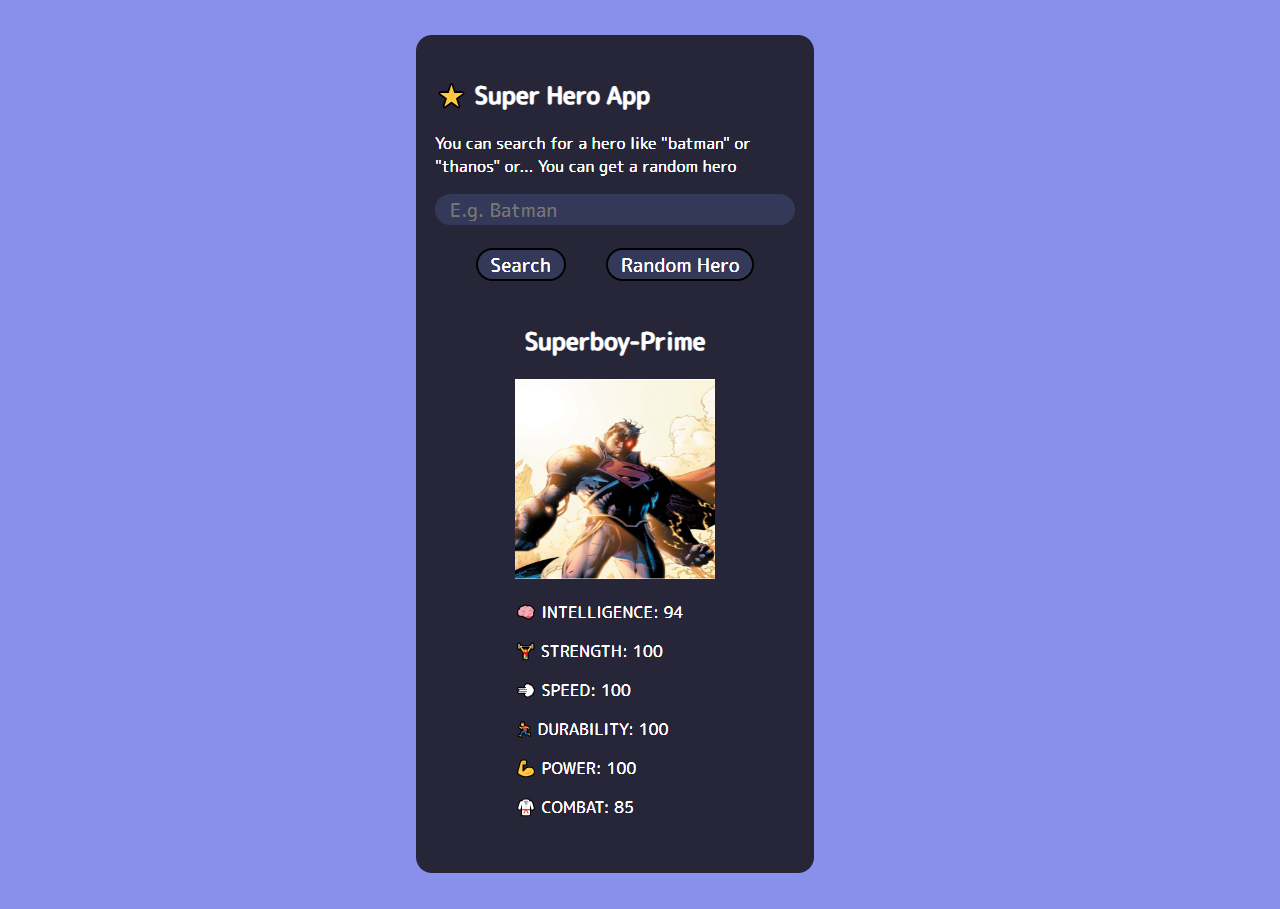 ⭐ Super Hero App
You can search for a hero like "batman" or
"thanos" or... You can get a random hero
E.g. Batman
Search Random Hero
Superboy-Prime
🧠 INTELLIGENCE: 94
🏋️ STRENGTH: 100
💨 SPEED: 100
🏃 DURABILITY: 100
💪 POWER: 100
🥋 COMBAT: 85